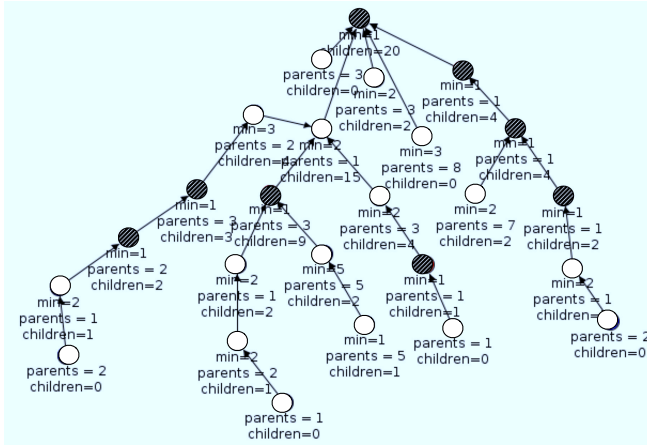 min=1
children=20
parents = 3
children=0
min=2
parents = 3
children=2
min=1
parents = 1
children=4
min=3
parents = 2
children=4
min=2
parents = 1
children=15
min=3
parents = 8
children=0
min=1
parents = 1
children=4
min=1
parents = 3
children=3
min=1
parents = 3
children=9
min=2
parents = 3
children=4
min=2
parents = 7
children=2
min=1
parents = 1
children=2
min=1
parents = 2
children=2
min=2
parents = 1
children=2
min=5
parents = 5
children=2
min=1
parents = 1
children=1
min=2
parents = 1
min=2
parents = 1
children=1
min=2
parents = 2
children=1
min=1
parents = 5
children=1
parents = 1
children=0
parents = 2
children=0
parents = 2
children=0
parents = 1
children=0